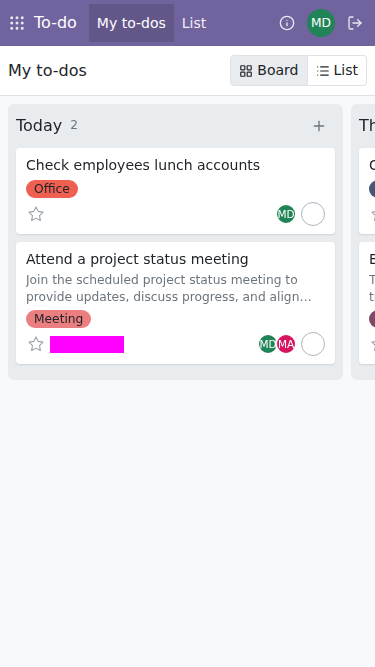 To-do
My to-dos
List
MD
My to-dos
Board
List
Today 2
Check employees lunch accounts
Office
MD
Attend a project status meeting
Join the scheduled project status meeting to
provide updates, discuss progress, and align…
Meeting
MD
MA